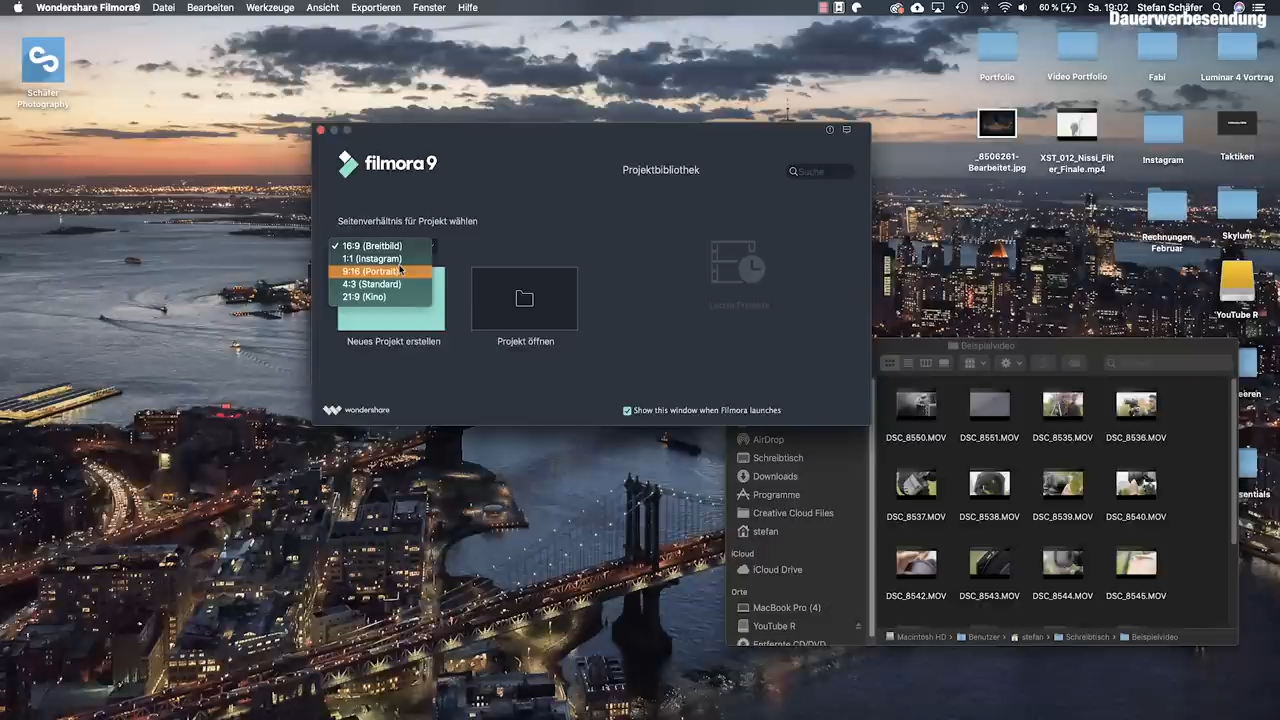 Wondershare Filmora9 Datei Bearbeiten Werkzeuge Ansicht Exportieren Fenster Hilfe
60 % Sa. 19:02 Stefan Schäfer
Dauerwerbesendung
Schäfer
Photography
Portfolio
Video Portfolio
Fabi
Luminar 4 Vortrag
_8506261-
Bearbeitet.jpg
XST_012_Nissi_Filt
er_Finale.mp4
Instagram
Taktiken
Rechnungen
Februar
Skylum
YouTube R
filmora9
Projektbibliothek
Suche
Seitenverhältnis für Projekt wählen
✓ 16:9 (Breitbild)
1:1 (Instagram)
9:16 (Portrait)
4:3 (Standard)
21:9 (Kino)
Neues Projekt erstellen
Projekt öffnen
wondershare
Show this window when Filmora launches
Beispielvideo
AirDrop
Schreibtisch
Downloads
Programme
Creative Cloud Files
stefan
iCloud
iCloud Drive
Orte
MacBook Pro (4)
YouTube R
Entfernte CD/DVD
DSC_8550.MOV
DSC_8551.MOV
DSC_8535.MOV
DSC_8536.MOV
DSC_8537.MOV
DSC_8538.MOV
DSC_8539.MOV
DSC_8540.MOV
DSC_8542.MOV
DSC_8543.MOV
DSC_8544.MOV
DSC_8545.MOV
Macintosh HD › Benutzer › stefan › Schreibtisch › Beispielvideo